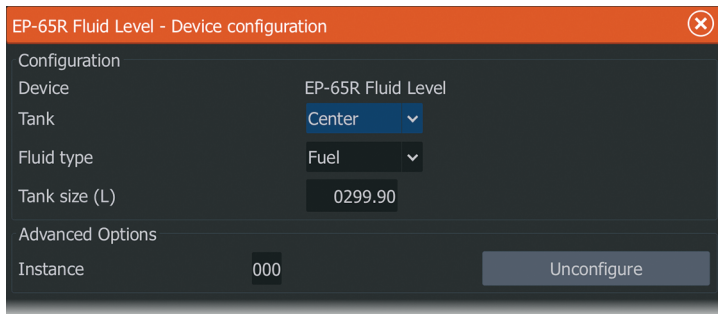 EP-65R Fluid Level - Device configuration
Configuration
Device EP-65R Fluid Level
Tank Center
Fluid type Fuel
Tank size (L) 0299.90
Advanced Options
Instance 000 Unconfigure